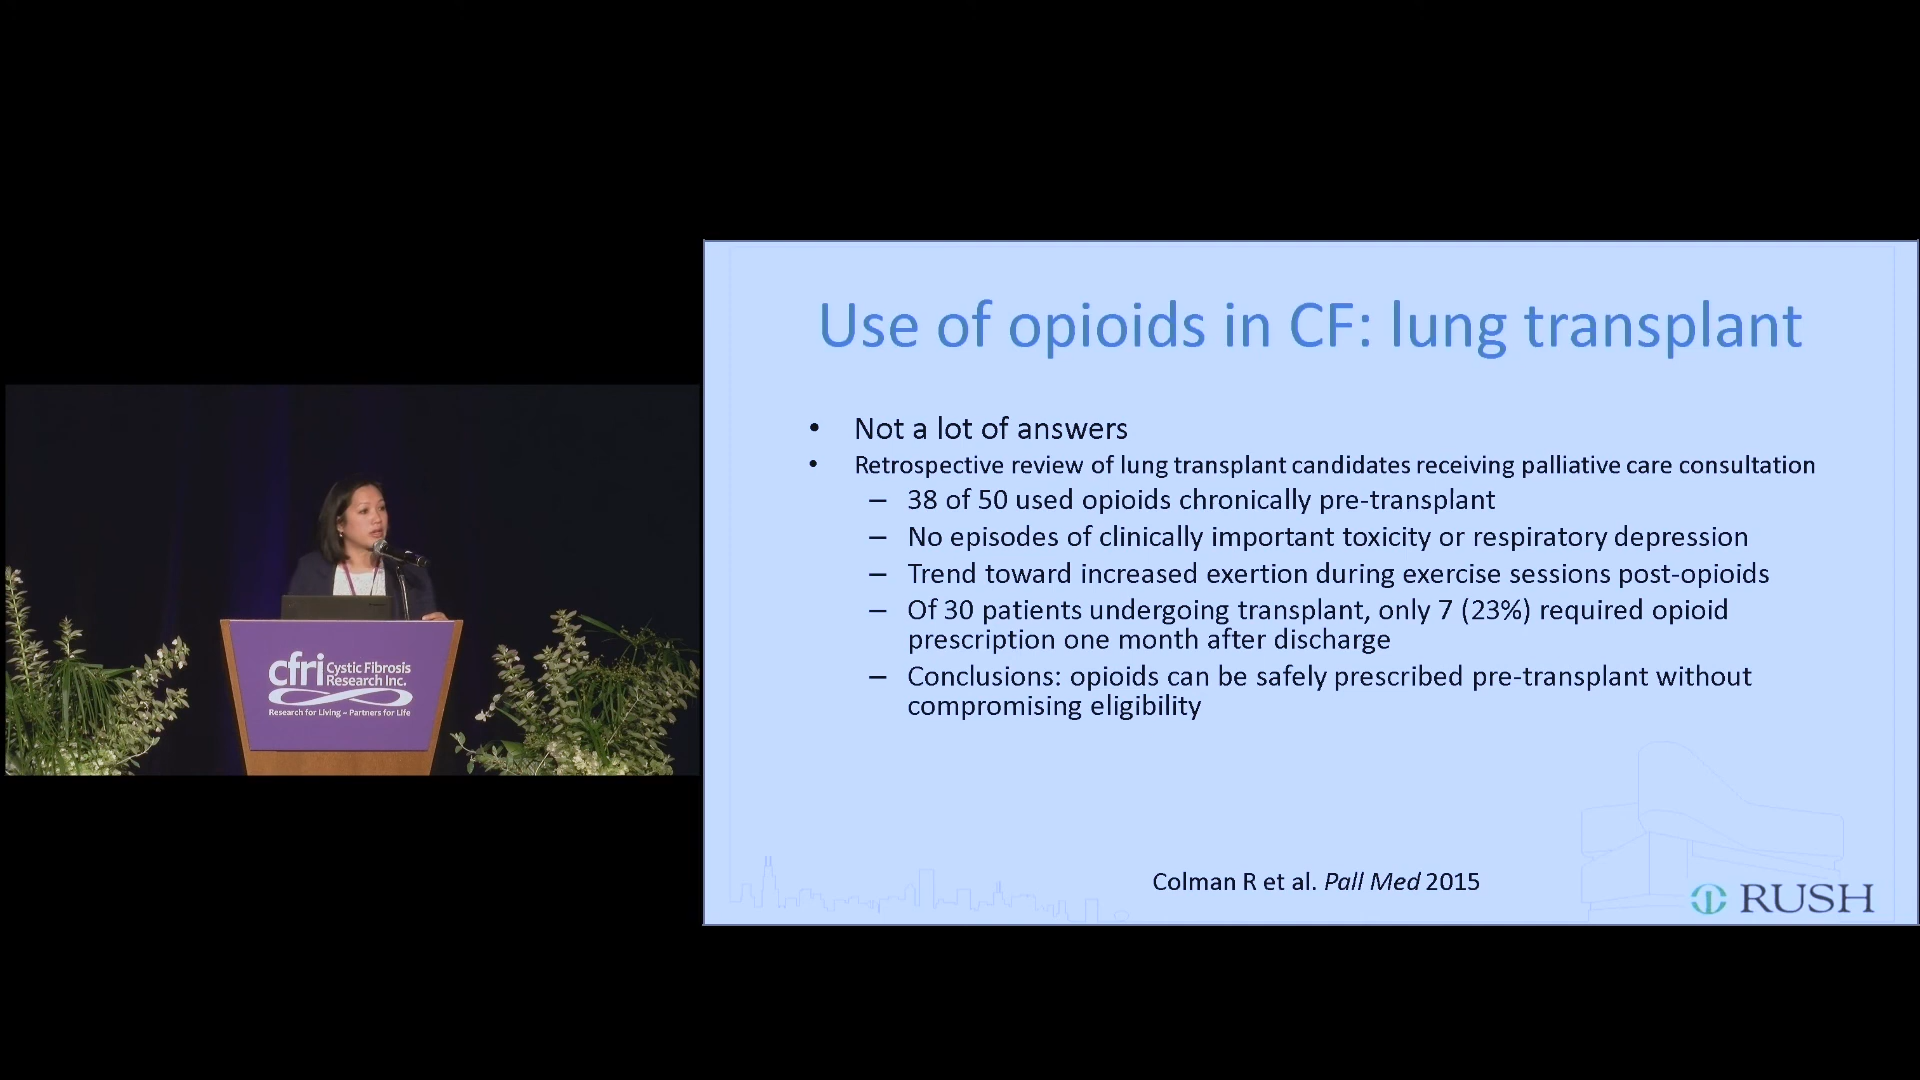 cfri Cystic Fibrosis
Research Inc.
Research for Living – Partners for Life
Use of opioids in CF: lung transplant
• Not a lot of answers
• Retrospective review of lung transplant candidates receiving palliative care consultation
– 38 of 50 used opioids chronically pre-transplant
– No episodes of clinically important toxicity or respiratory depression
– Trend toward increased exertion during exercise sessions post-opioids
– Of 30 patients undergoing transplant, only 7 (23%) required opioid
prescription one month after discharge
– Conclusions: opioids can be safely prescribed pre-transplant without
compromising eligibility
Colman R et al. Pall Med 2015
RUSH